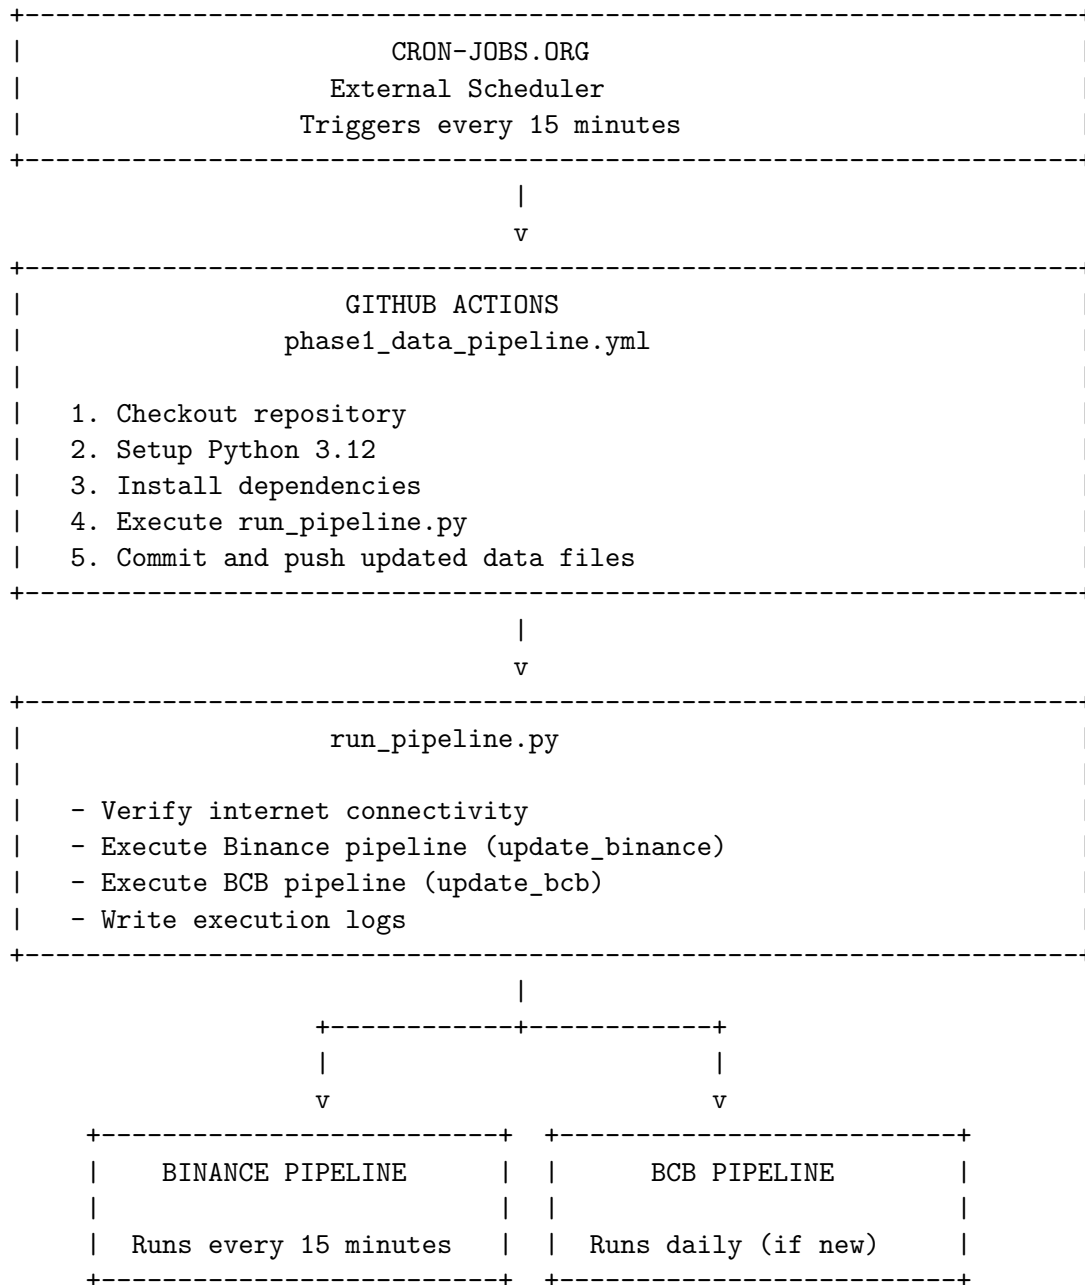 CRON-JOBS.ORG
External Scheduler
Triggers every 15 minutes
GITHUB ACTIONS
phase1_data_pipeline.yml
1. Checkout repository
2. Setup Python 3.12
3. Install dependencies
4. Execute run_pipeline.py
5. Commit and push updated data files
run_pipeline.py
- Verify internet connectivity
- Execute Binance pipeline (update_binance)
- Execute BCB pipeline (update_bcb)
- Write execution logs
BINANCE PIPELINE
Runs every 15 minutes
BCB PIPELINE
Runs daily (if new)